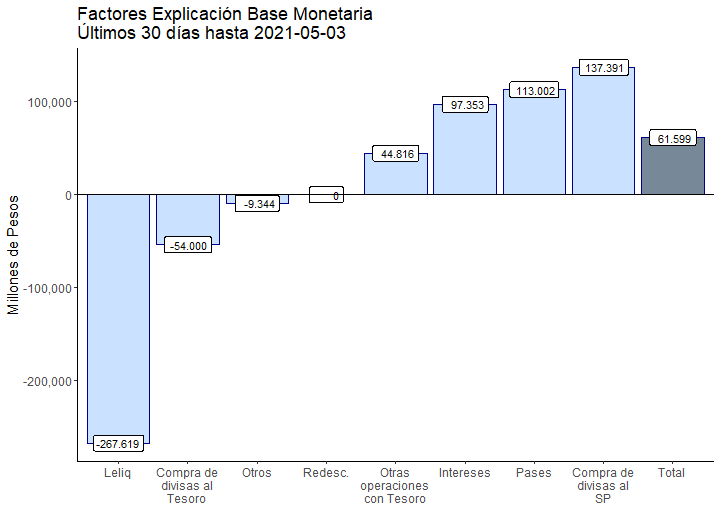 Factores Explicación Base Monetaria
Últimos 30 días hasta 2021-05-03
Millones de Pesos
100,000
0
-100,000
-200,000
-267.619
-54.000
-9.344
0
44.816
97.353
113.002
137.391
61.599
Leliq
Compra de
divisas al
Tesoro
Otros
Redesc.
Otras
operaciones
con Tesoro
Intereses
Pases
Compra de
divisas al
SP
Total